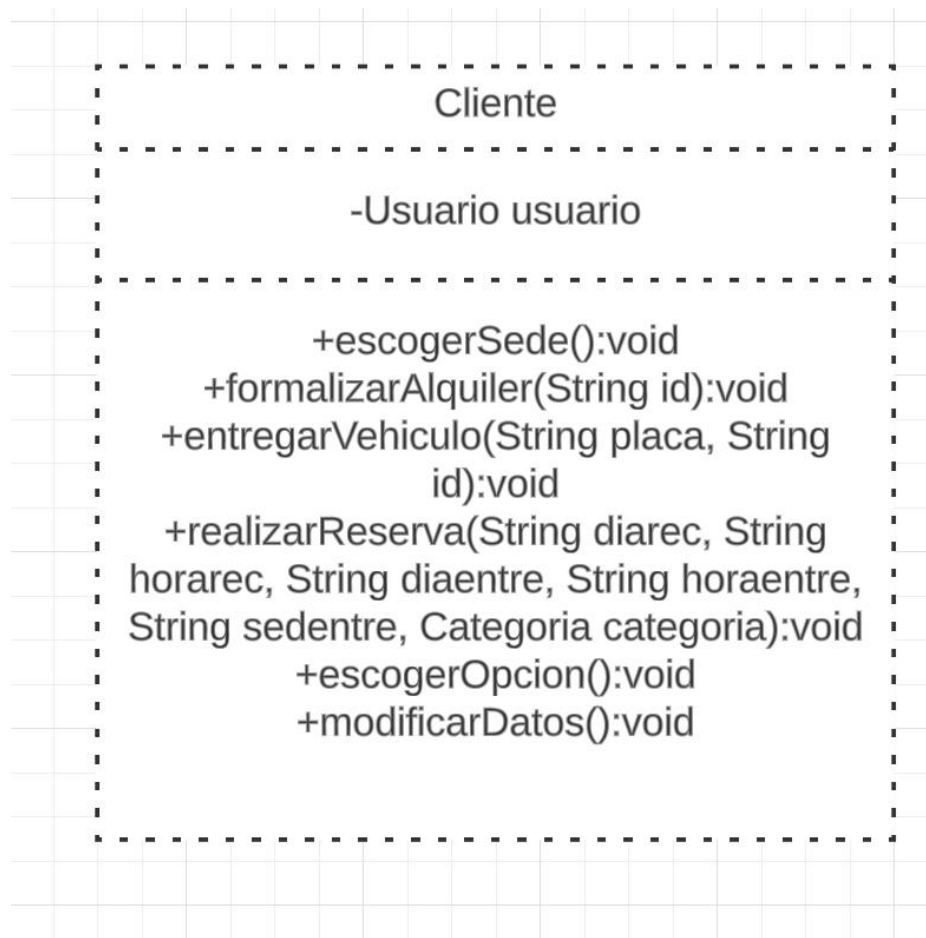 Cliente
-Usuario usuario
+escogerSede():void
+formalizarAlquiler(String id):void
+entregarVehiculo(String placa, String
id):void
+realizarReserva(String diarec, String
horarec, String diaentre, String horaentre,
String sedentre, Categoria categoria):void
+escogerOpcion():void
+modificarDatos():void